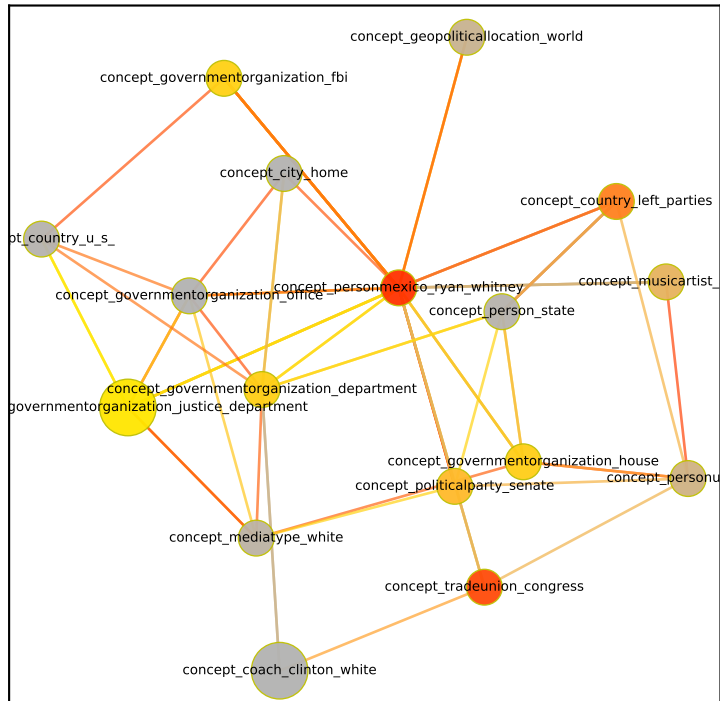 concept_geopoliticallocation_world
concept_governmentorganization_fbi
concept_city_home
concept_country_left_parties
pt_country_u_s_
concept_musicartist_
concept_personmexico_ryan_whitney
concept_governmentorganization_office
concept_person_state
concept_governmentorganization_department
governmentorganization_justice_department
concept_governmentorganization_house
concept_personu
concept_politicalparty_senate
concept_mediatype_white
concept_tradeunion_congress
concept_coach_clinton_white